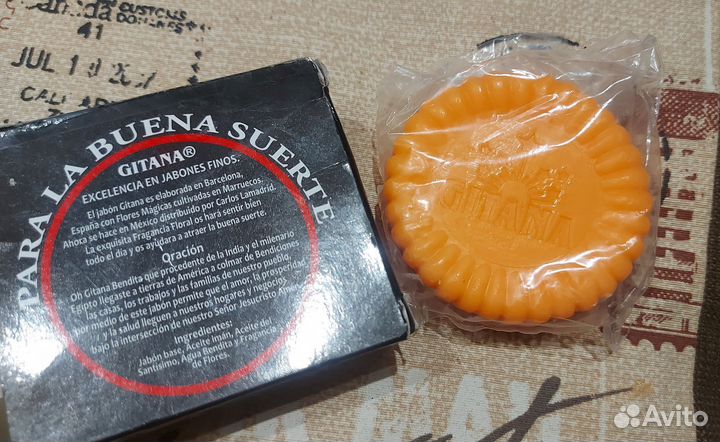 CUSTOMS
41
JUL 1
PARA LA BUENA SUERTE
GITANA®
EXCELENCIA EN JABONES FINOS.
El jabón Gitana es elaborada en Barcelona,
España con Flores Mágicas cultivadas en Marruecos.
Ahora se hace en México distribuido por Carlos Lamadrid.
La exquisita Fragancia Floral os hará sentir bien
todo el día y os ayudara a atraer la buena suerte.
Oración
Oh Gitana Bendita que procedente de la India y el milenario
Egipto llegaste a tierras de América a colmar de Bendiciones
las casas, los trabajos y las familias de nuestro pueblo,
por medio de este jabón permite que el amor, la prosperidad
y la salud lleguen a nuestros hogares y negocios
bajo la intersección de nuestro Señor Jesucristo
Ingredientes:
Jabón base, Aceite Imán, Aceite del
Santísimo, Agua Bendita y Fragancia
de Flores.
GITANA
Avito